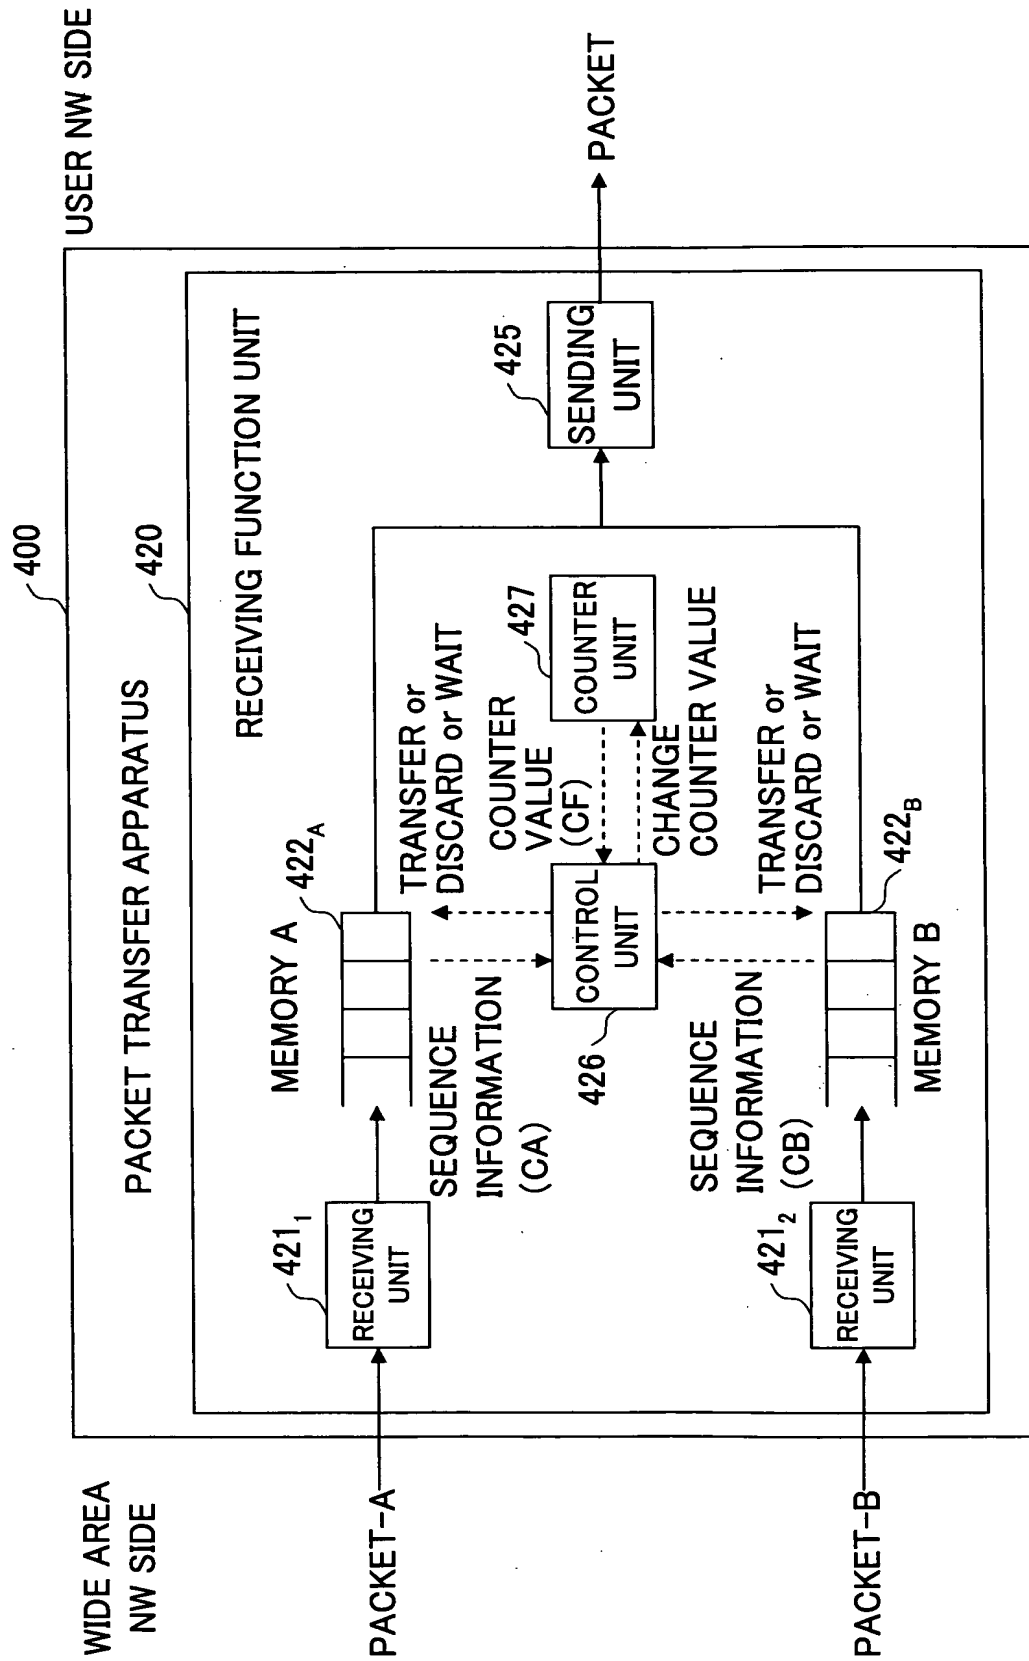 WIDE AREA
NW SIDE
USER NW SIDE
400
PACKET TRANSFER APPARATUS
420
RECEIVING FUNCTION UNIT
PACKET-A
421₁
RECEIVING
UNIT
MEMORY A
422_A
SEQUENCE
INFORMATION
(CA)
TRANSFER or
DISCARD or WAIT
COUNTER
VALUE
(CF)
CONTROL
UNIT
426
427
COUNTER
UNIT
CHANGE
COUNTER VALUE
425
SENDING
UNIT
PACKET
SEQUENCE
INFORMATION
(CB)
TRANSFER or
DISCARD or WAIT
PACKET-B
421₂
RECEIVING
UNIT
422_B
MEMORY B